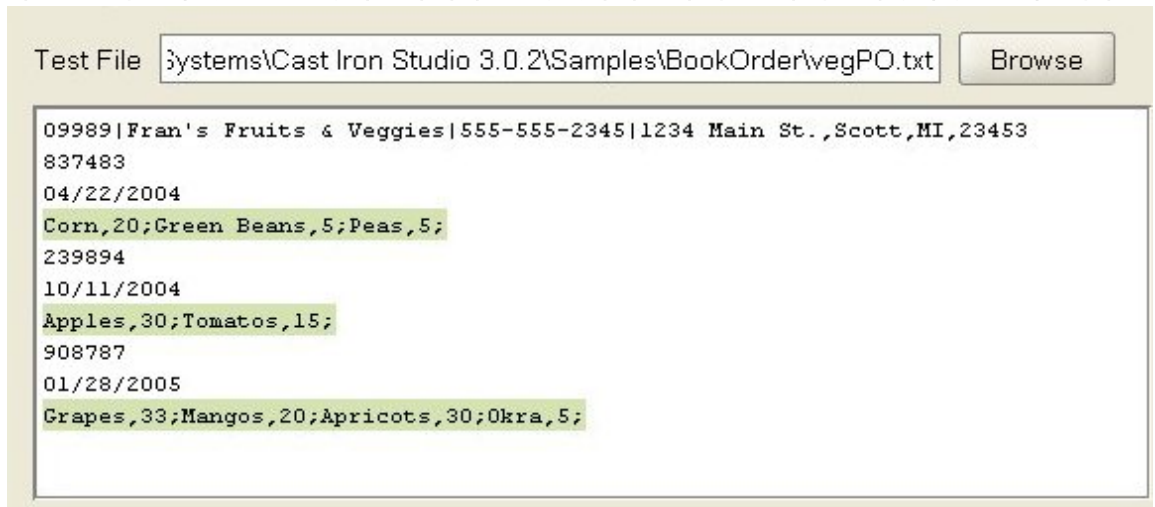 Test File ystems\Cast Iron Studio 3.0.2\Samples\BookOrder\vegPO.txt Browse
09989|Fran's Fruits & Veggies|555-555-2345|1234 Main St.,Scott,MI,23453
837483
04/22/2004
Corn,20;Green Beans,5;Peas,5;
239894
10/11/2004
Apples,30;Tomatos,15;
908787
01/28/2005
Grapes,33;Mangos,20;Apricots,30;Okra,5;